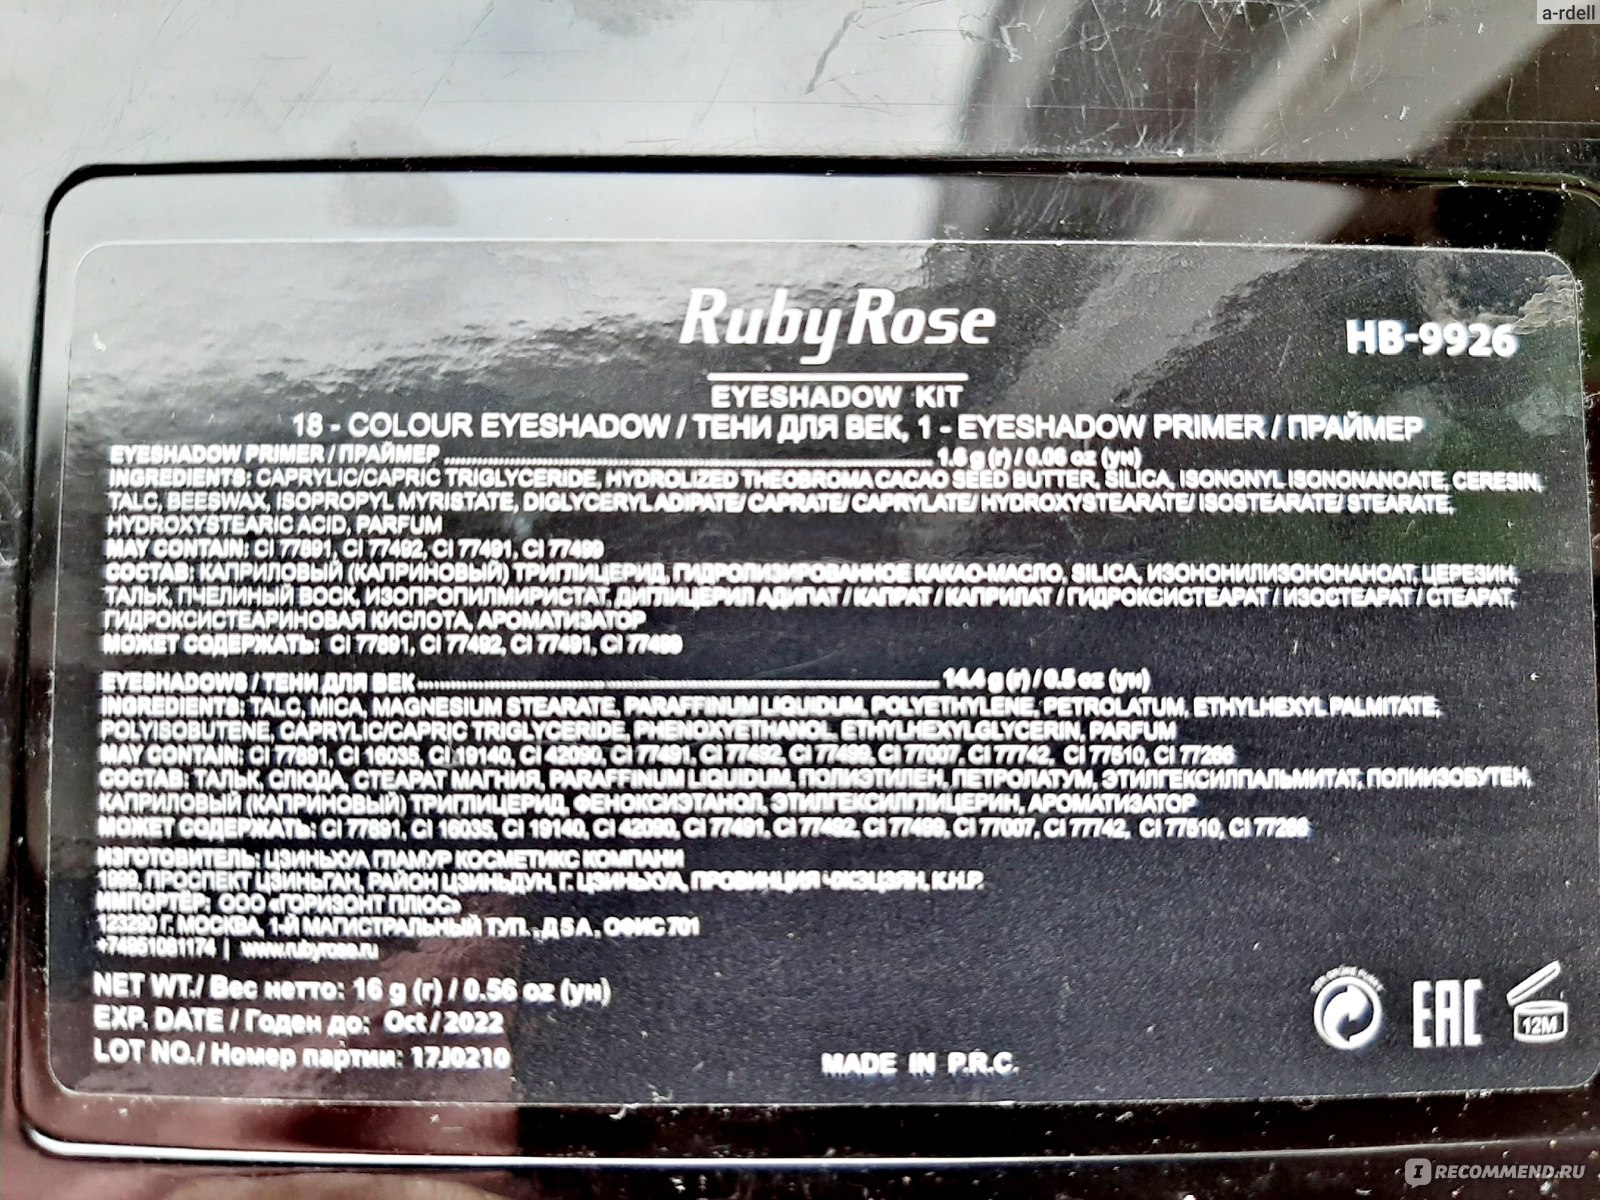 a-rdell
Ruby Rose
HB-9926
EYESHADOW KIT
18 - COLOUR EYESHADOW / ТЕНИ ДЛЯ ВЕК, 1 - EYESHADOW PRIMER / ПРАЙМЕР
EYESHADOW PRIMER / ПРАЙМЕР 1.6 g (г) / 0.06 oz (ун)
INGREDIENTS: CAPRYLIC/CAPRIC TRIGLYCERIDE, HYDROLIZED THEOBROMA CACAO SEED BUTTER, SILICA, ISONONYL ISONONANOATE, CERESIN,
TALC, BEESWAX, ISOPROPYL MYRISTATE, DIGLYCERYL ADIPATE/ CAPRATE/ CAPRYLATE/ HYDROXYSTEARATE/ ISOSTEARATE/ STEARATE,
HYDROXYSTEARIC ACID, PARFUM
MAY CONTAIN: CI 77891, CI 77492, CI 77491, CI 77499
СОСТАВ: КАПРИЛОВЫЙ (КАПРИНОВЫЙ) ТРИГЛИЦЕРИД, ГИДРОЛИЗИРОВАННОЕ КАКАО-МАСЛО, SILICA, ИЗОНОНИЛИЗОНОНАНОАТ, ЦЕРЕЗИН,
ТАЛЬК, ПЧЕЛИНЫЙ ВОСК, ИЗОПРОПИЛМИРИСТАТ, ДИГЛИЦЕРИЛ АДИПАТ / КАПРАТ / КАПРИЛАТ / ГИДРОКСИСТЕАРАТ / ИЗОСТЕАРАТ / СТЕАРАТ,
ГИДРОКСИСТЕАРИНОВАЯ КИСЛОТА, АРОМАТИЗАТОР
МОЖЕТ СОДЕРЖАТЬ: CI 77891, CI 77492, CI 77491, CI 77499
EYESHADOWS / ТЕНИ ДЛЯ ВЕК 14.4 g (г) / 0.5 oz (ун)
INGREDIENTS: TALC, MICA, MAGNESIUM STEARATE, PARAFFINUM LIQUIDUM, POLYETHYLENE, PETROLATUM, ETHYLHEXYL PALMITATE,
POLYISOBUTENE, CAPRYLIC/CAPRIC TRIGLYCERIDE, PHENOXYETHANOL, ETHYLHEXYLGLYCERIN, PARFUM
MAY CONTAIN: CI 77891, CI 16035, CI 19140, CI 42090, CI 77491, CI 77492, CI 77499, CI 77007, CI 77742, CI 77510, CI 77266
СОСТАВ: ТАЛЬК, СЛЮДА, СТЕАРАТ МАГНИЯ, PARAFFINUM LIQUIDUM, ПОЛИЭТИЛЕН, ПЕТРОЛАТУМ, ЭТИЛГЕКСИЛПАЛЬМИТАТ, ПОЛИИЗОБУТЕН,
КАПРИЛОВЫЙ (КАПРИНОВЫЙ) ТРИГЛИЦЕРИД, ФЕНОКСИЭТАНОЛ, ЭТИЛГЕКСИЛГЛИЦЕРИН, АРОМАТИЗАТОР
МОЖЕТ СОДЕРЖАТЬ: CI 77891, CI 16035, CI 19140, CI 42090, CI 77491, CI 77492, CI 77499, CI 77007, CI 77742, CI 77510, CI 77266
ИЗГОТОВИТЕЛЬ: ЦЗИНЬХУА ГЛАМУР КОСМЕТИКС КОМПАНИ
1999, ПРОСПЕКТ ЦЗИНЬГАН, РАЙОН ЦЗИНЬДУН, Г. ЦЗИНЬХУА, ПРОВИНЦИЯ ЧЖЭЦЗЯН, К.Н.Р.
ИМПОРТЕР: ООО «ГОРИЗОНТ ПЛЮС»
123290 Г. МОСКВА, 1-Й МАГИСТРАЛЬНЫЙ ТУП., Д 5 А, ОФИС 701
+74951081174 | www.rubyrose.ru
NET WT./ Вес нетто: 16 g (г) / 0.56 oz (ун)
EXP. DATE / Годен до: Oct / 2022
LOT NO./ Номер партии: 17J0210
MADE IN P.R.C.
EAC
12M
RECOMMEND.RU